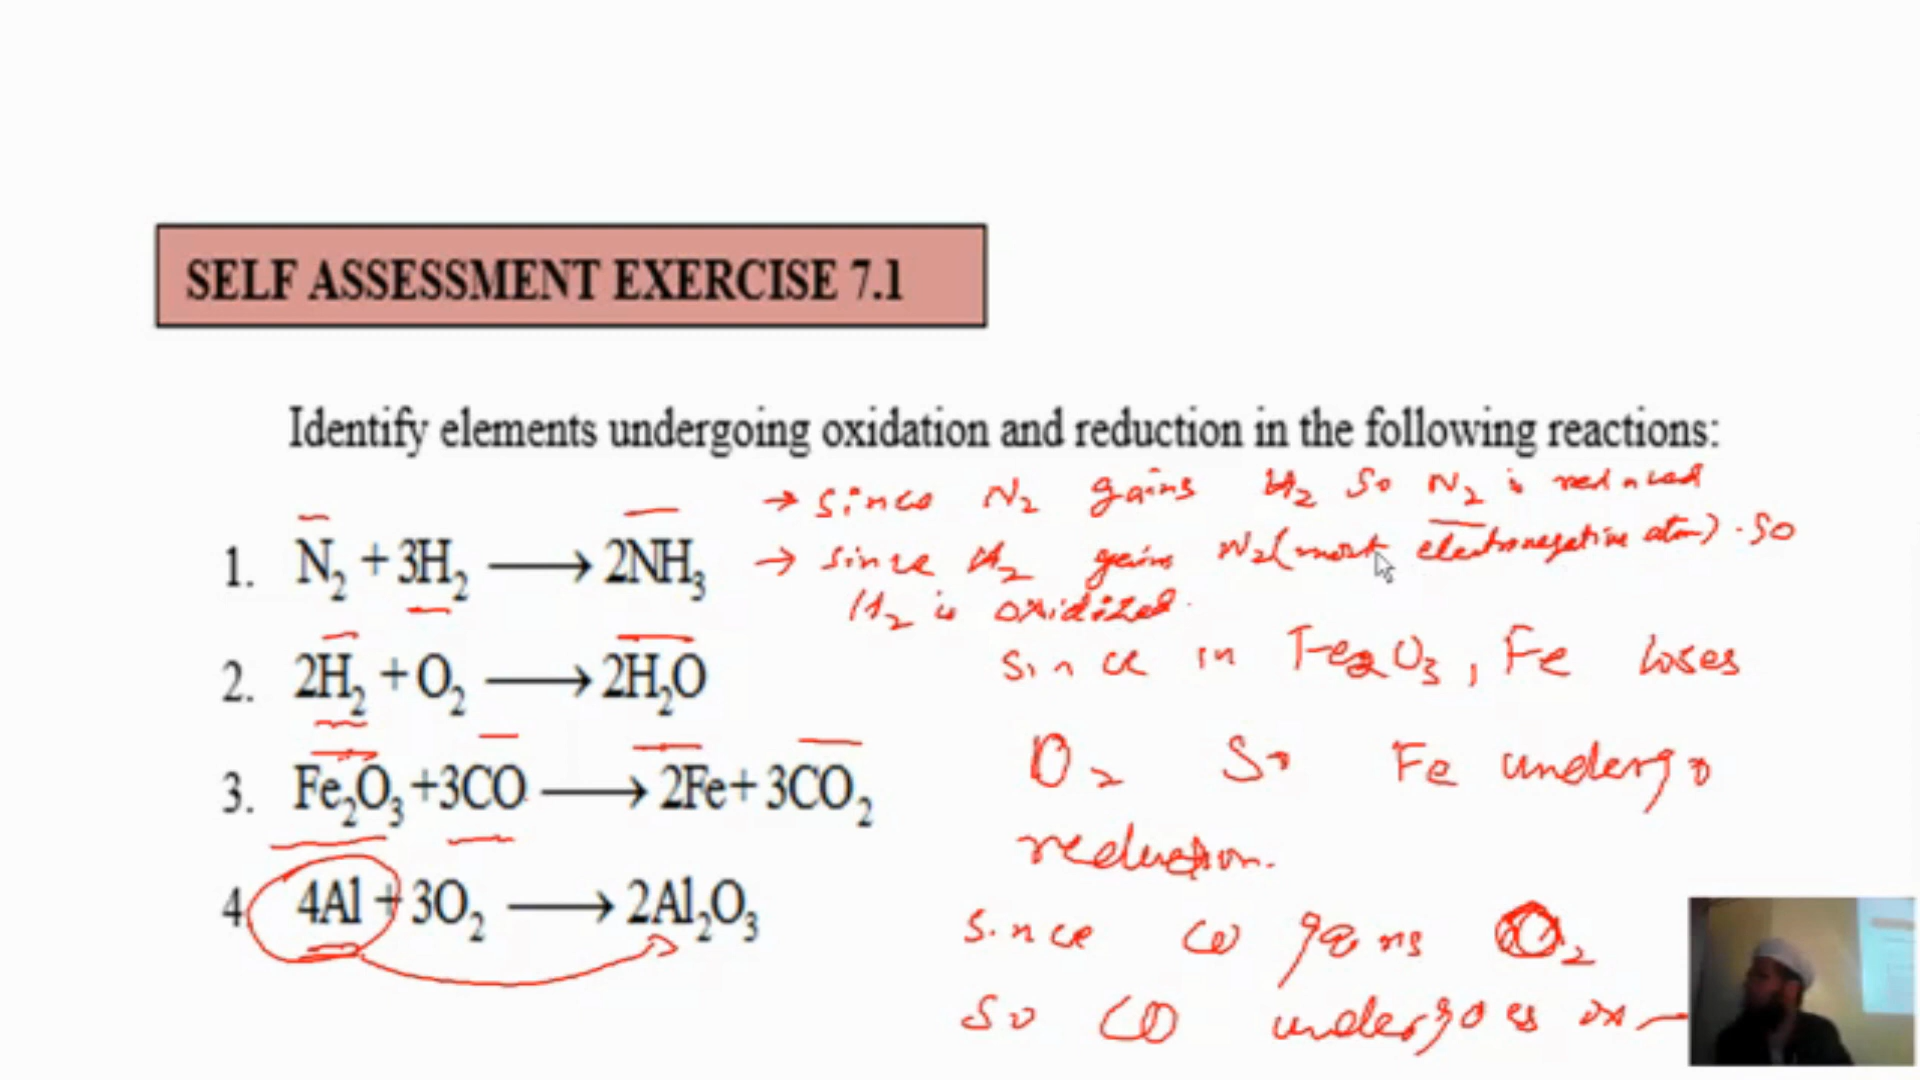 SELF ASSESSMENT EXERCISE 7.1
Identify elements undergoing oxidation and reduction in the following reactions:
→ since N₂ gains H₂ so N₂ is reduced
1. N₂ + 3H₂ ⟶ 2NH₃
→ since H₂ gains N₂ (most electronegative atom). So
H₂ is oxidized.
2. 2H₂ + O₂ ⟶ 2H₂O
since in Fe₂O₃, Fe loses
O₂ So Fe undergo
3. Fe₂O₃ +3CO ⟶ 2Fe+ 3CO₂
reduction.
4 4Al + 3O₂ ⟶ 2Al₂O₃
since CO gains O₂
so CO undergoes ox